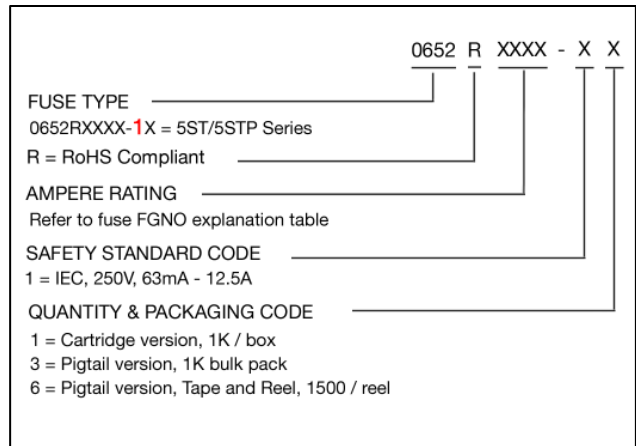 0652 R XXXX - X X
FUSE TYPE
0652RXXXX-1X = 5ST/5STP Series
R = RoHS Compliant
AMPERE RATING
Refer to fuse FGNO explanation table
SAFETY STANDARD CODE
1 = IEC, 250V, 63mA - 12.5A
QUANTITY & PACKAGING CODE
1 = Cartridge version, 1K / box
3 = Pigtail version, 1K bulk pack
6 = Pigtail version, Tape and Reel, 1500 / reel